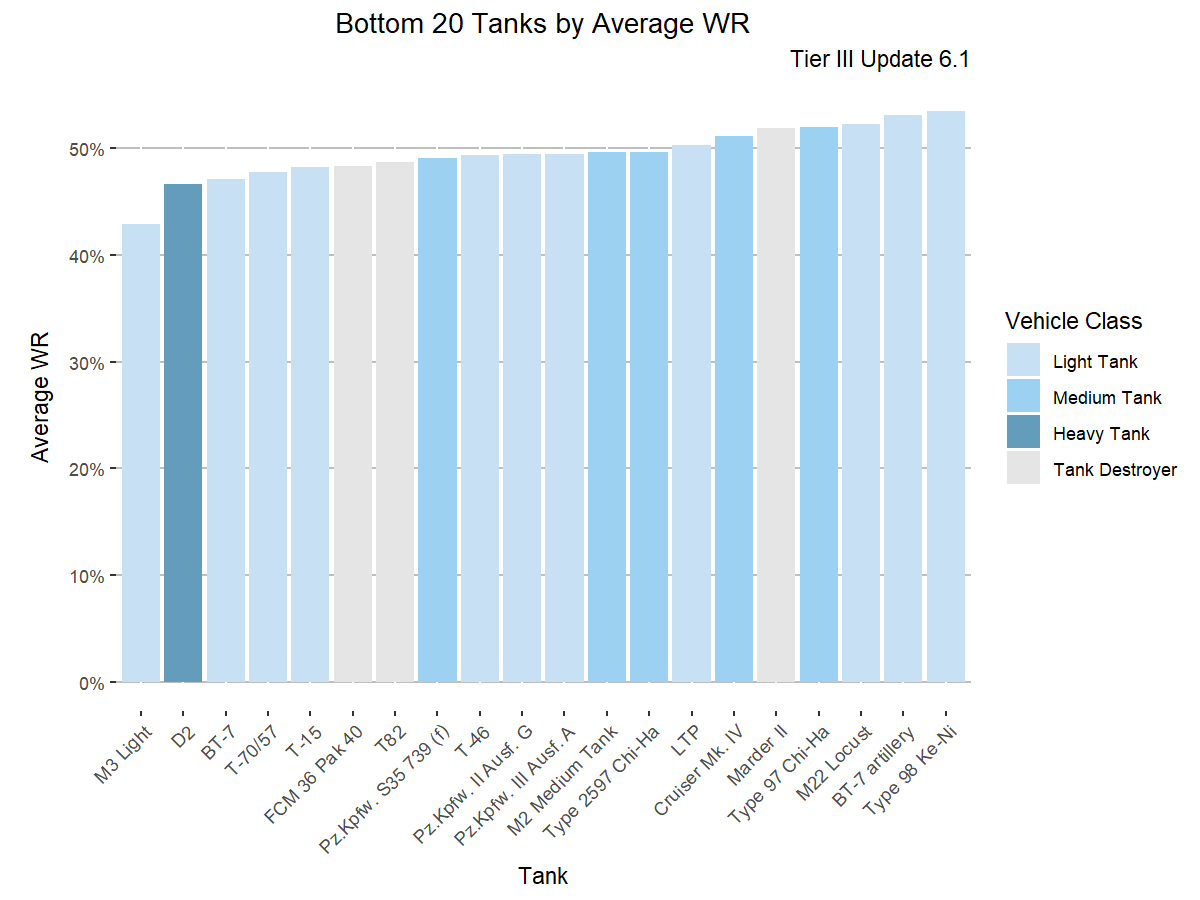 Bottom 20 Tanks by Average WR
Tier III Update 6.1
Average WR
50%
40%
30%
20%
10%
0%
M3 Light
D2
BT-7
T-70/57
T-15
FCM 36 Pak 40
T82
Pz.Kpfw. S35 739 (f)
T-46
Pz.Kpfw. II Ausf. G
Pz.Kpfw. III Ausf. A
M2 Medium Tank
Type 2597 Chi-Ha
LTP
Cruiser Mk. IV
Marder II
Type 97 Chi-Ha
M22 Locust
BT-7 artillery
Type 98 Ke-Ni
Tank
Vehicle Class
Light Tank
Medium Tank
Heavy Tank
Tank Destroyer